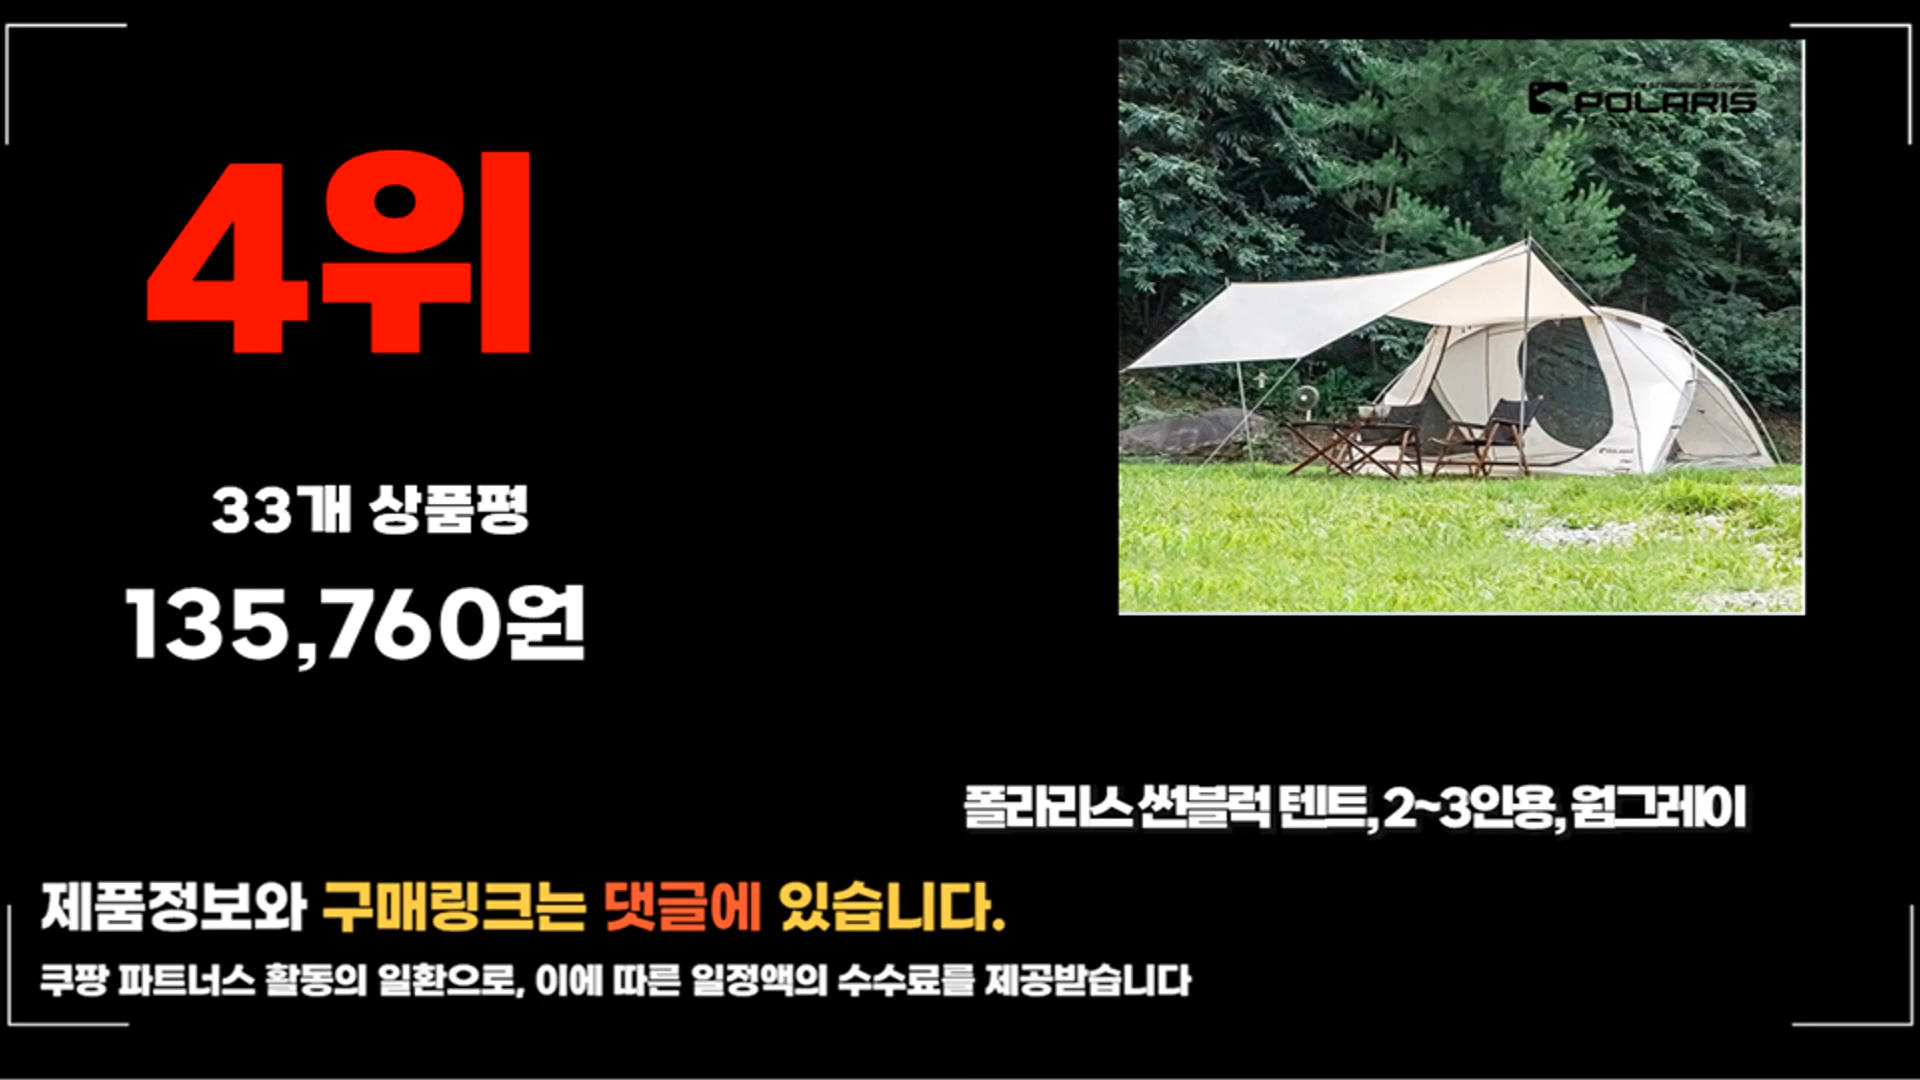 4위
33개 상품평
135,760원
POLARIS
폴라리스 썬블럭 텐트, 2~3인용, 웜그레이
제품정보와 구매링크는 댓글에 있습니다.
쿠팡 파트너스 활동의 일환으로, 이에 따른 일정액의 수수료를 제공받습니다